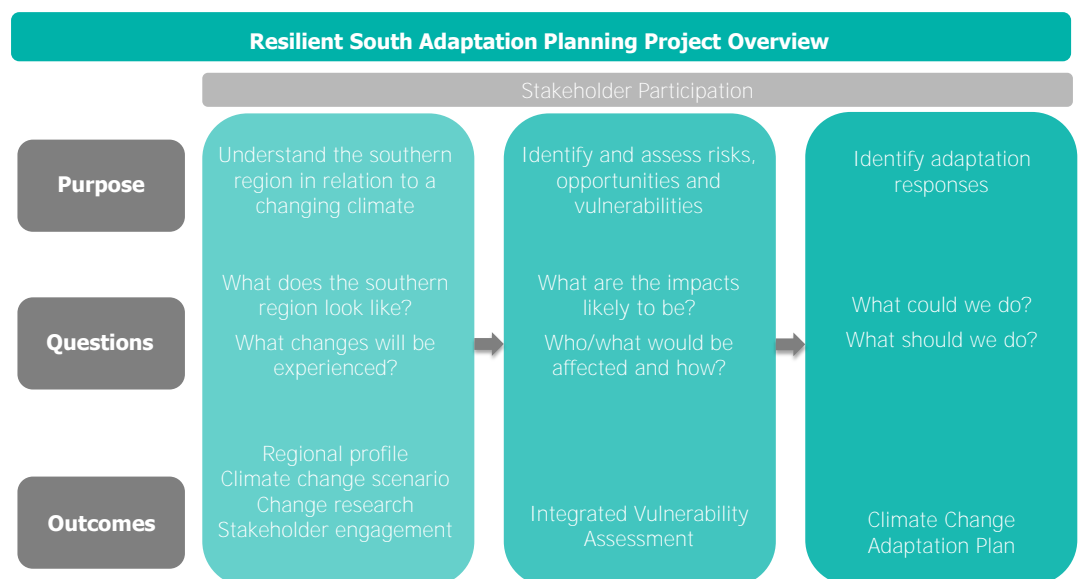 Resilient South Adaptation Planning Project Overview
Stakeholder Participation
Purpose
Understand the southern
region in relation to a
changing climate
Identify and assess risks,
opportunities and
vulnerabilities
Identify adaptation
responses
Questions
What does the southern
region look like?
What changes will be
experienced?
What are the impacts
likely to be?
Who/what would be
affected and how?
What could we do?
What should we do?
Outcomes
Regional profile
Climate change scenario
Change research
Stakeholder engagement
Integrated Vulnerability
Assessment
Climate Change
Adaptation Plan